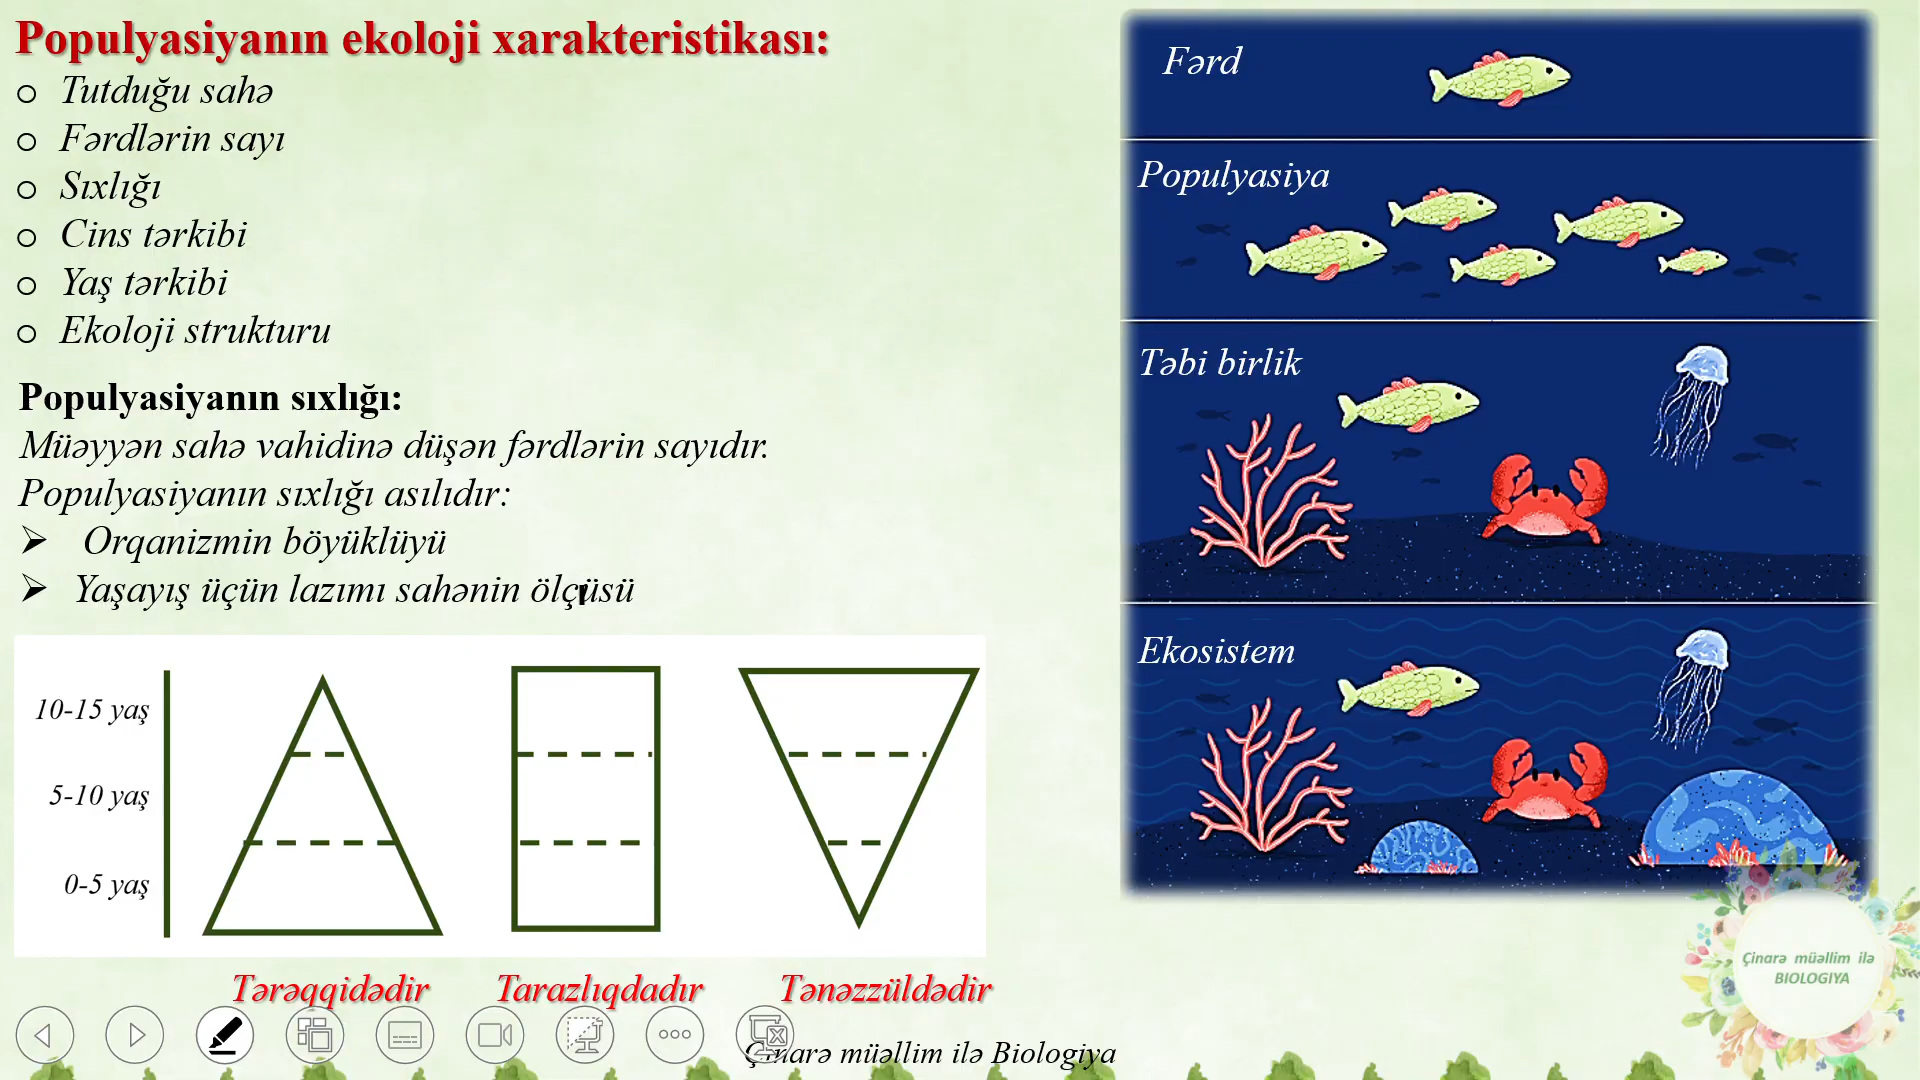 Populyasiyanın ekoloji xarakteristikası:
o Tutduğu sahə
o Fərdlərin sayı
o Sıxlığı
o Cins tərkibi
o Yaş tərkibi
o Ekoloji strukturu
Populyasiyanın sıxlığı:
Müəyyən sahə vahidinə düşən fərdlərin sayıdır.
Populyasiyanın sıxlığı asılıdır:
➢ Orqanizmin böyüklüyü
➢ Yaşayış üçün lazımı sahənin ölçüsü
10-15 yaş
5-10 yaş
0-5 yaş
Tərəqqidədir
Tarazlıqdadır
Tənəzzüldədir
Fərd
Populyasiya
Təbi birlik
Ekosistem
Çinarə müəllim ilə
BIOLOGIYA
Çinarə müəllim ilə Biologiya